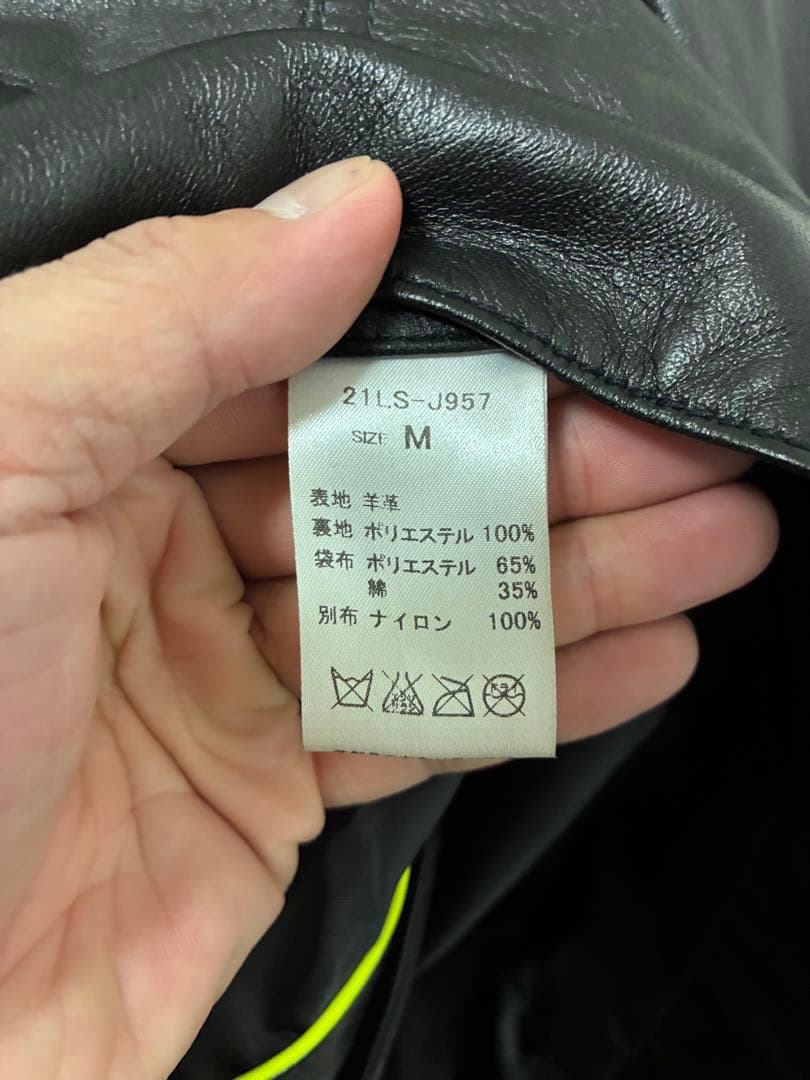 21LS-J957
SIZE M
表地 羊革
裏地 ポリエステル 100%
袋布 ポリエステル 65%
綿 35%
別布 ナイロン 100%